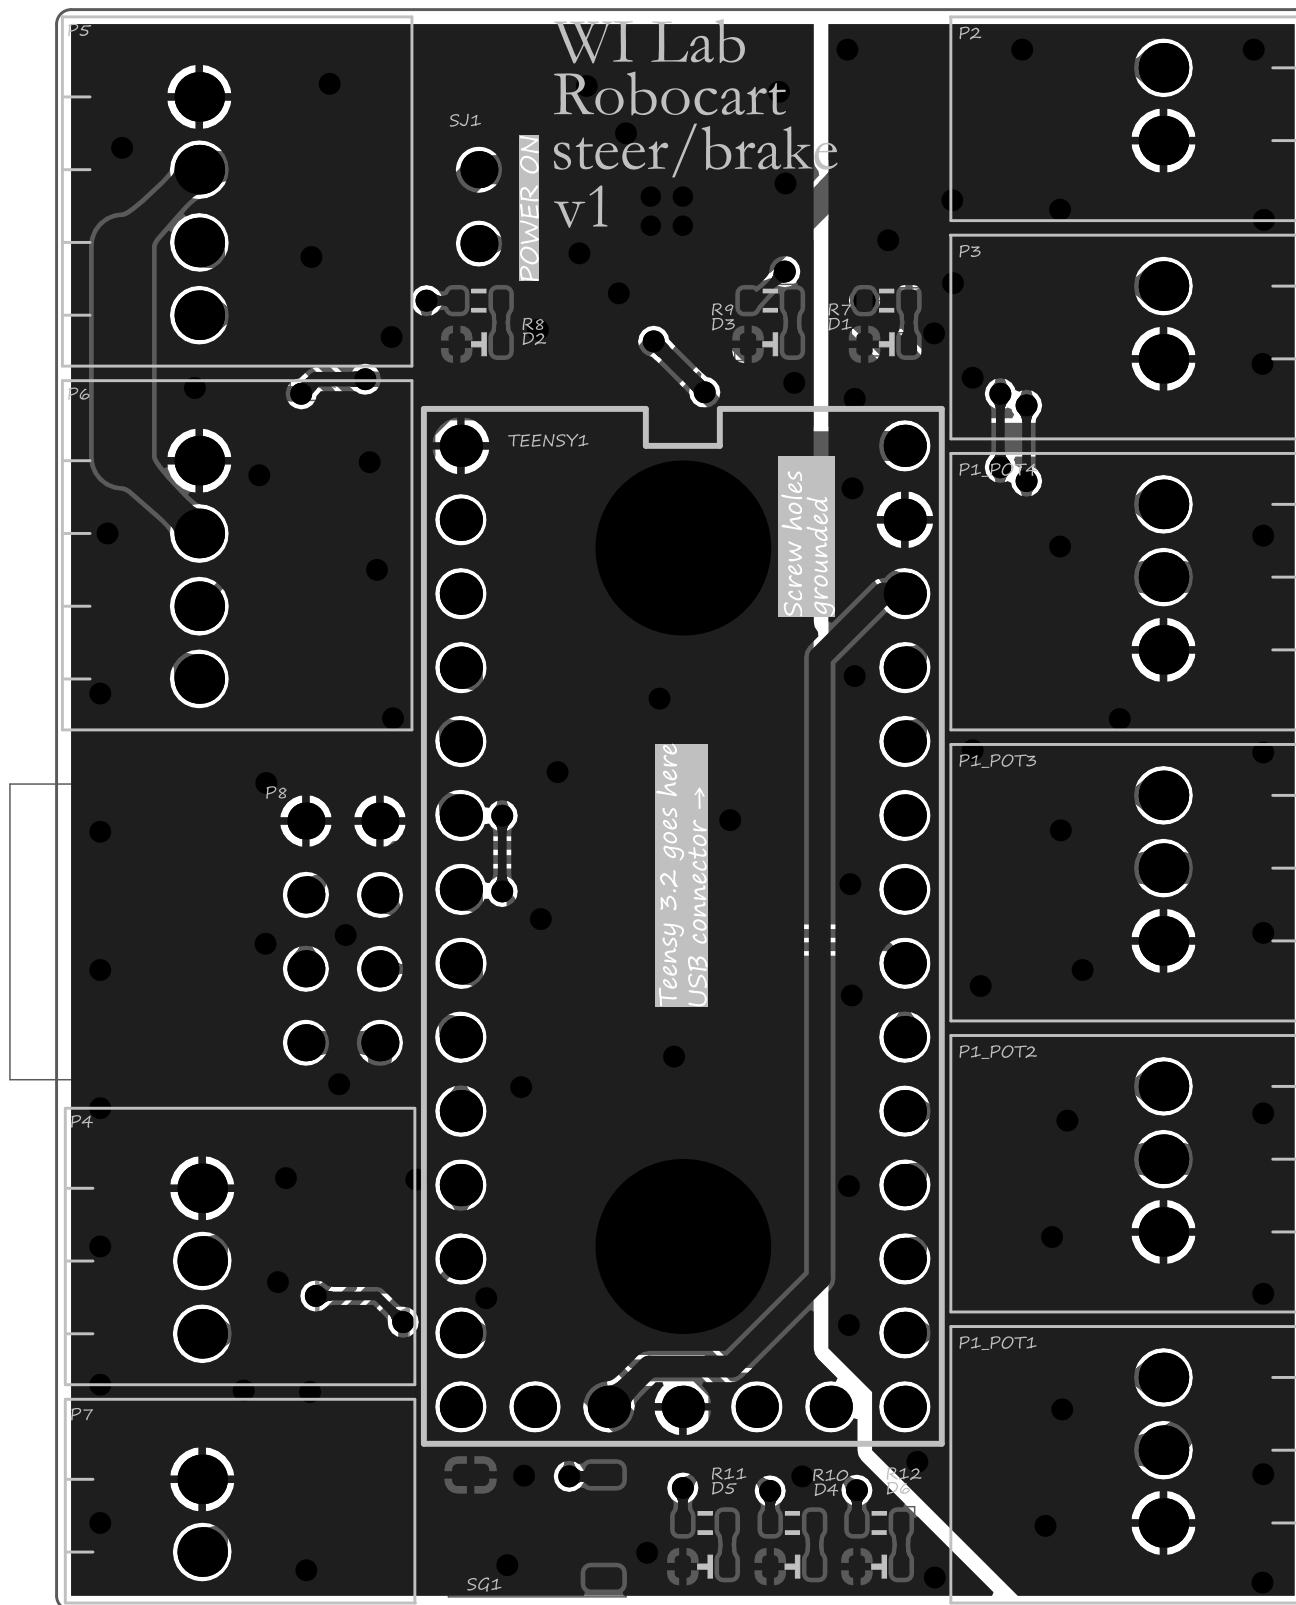 P5
WI Lab
Robocart
steer/brake
v1
P2
SJ1
POWER ON
P3
R8
D2
R9
D3
R7
D1
P6
TEENSY1
P1_POT4
Screw holes
grounded
Teensy 3.2 goes here
USB connector →
P1_POT3
P8
P1_POT2
P4
P1_POT1
P7
R11
D5
R10
D4
R12
D6
SG1